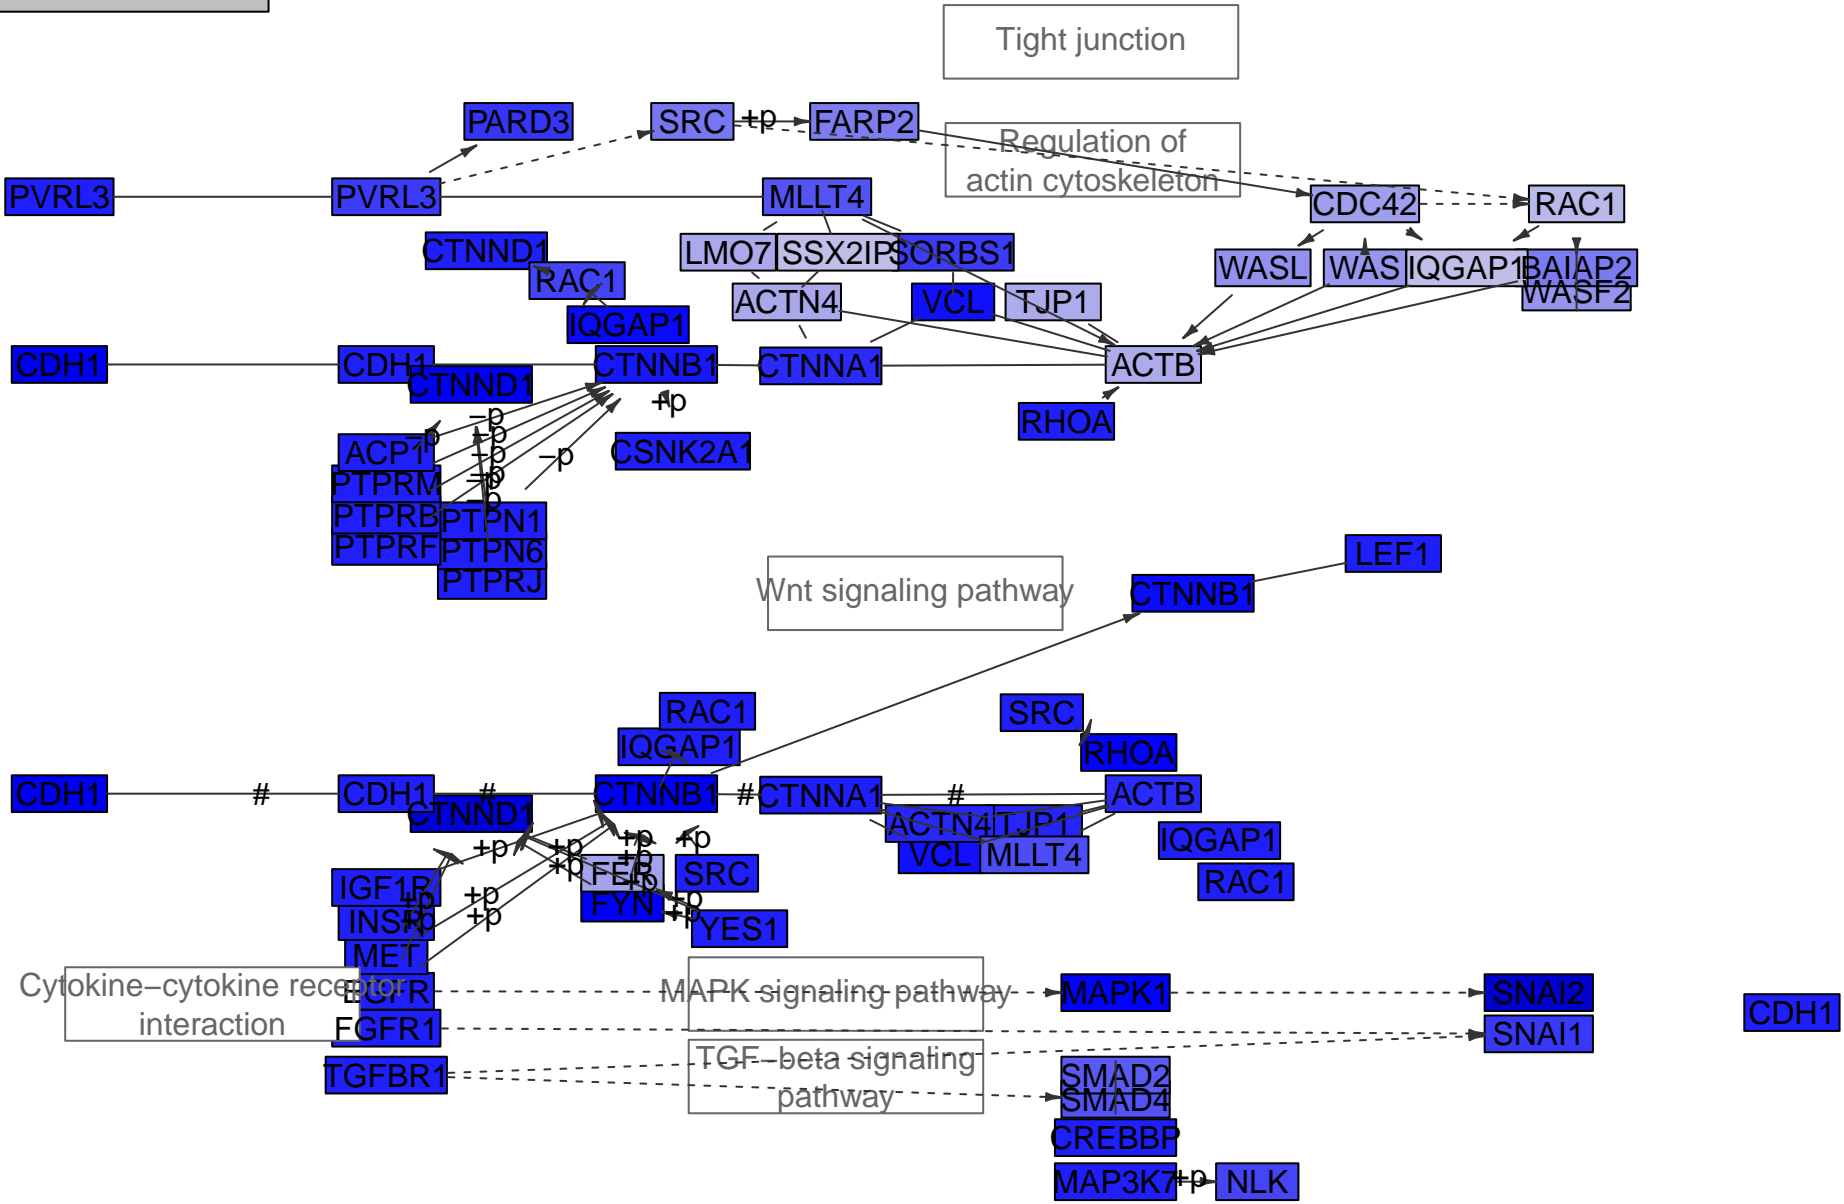 Tight junction
PARD3
SRC
+p
FARP2
Regulation of
actin cytoskeleton
PVRL3
PVRL3
MLLT4
CDC42
RAC1
CTNND1
LMO7
SSX2IP
SORBS1
WASL
WAS
IQGAP1
BAIAP2
RAC1
WASF2
ACTN4
VCL
TJP1
IQGAP1
CDH1
CDH1
CTNNB1
CTNNA1
ACTB
CTNND1
+p
RHOA
–p
–p
–p
–p
–p
–p
–p
–p
ACP1
CSNK2A1
PTPRM
PTPRB
PTPN1
PTPRF
PTPN6
PTPRJ
LEF1
Wnt signaling pathway
CTNNB1
RAC1
SRC
IQGAP1
RHOA
CDH1
#
CDH1
#
CTNNB1
#
CTNNA1
#
ACTB
CTNND1
ACTN4
TJP1
+p
+p
+p
+p
IQGAP1
VCL
MLLT4
+p
+p
FER
SRC
IGF1R
+p
RAC1
+p
+p
+p
FYN
+p
INSR
+p
+p
YES1
MET
Cytokine–cytokine receptor
interaction
EGFR
MAPK signaling pathway
MAPK1
SNAI2
CDH1
FGFR1
SNAI1
TGF–beta signaling
pathway
TGFBR1
SMAD2
SMAD4
CREBBP
MAP3K7
+p
NLK